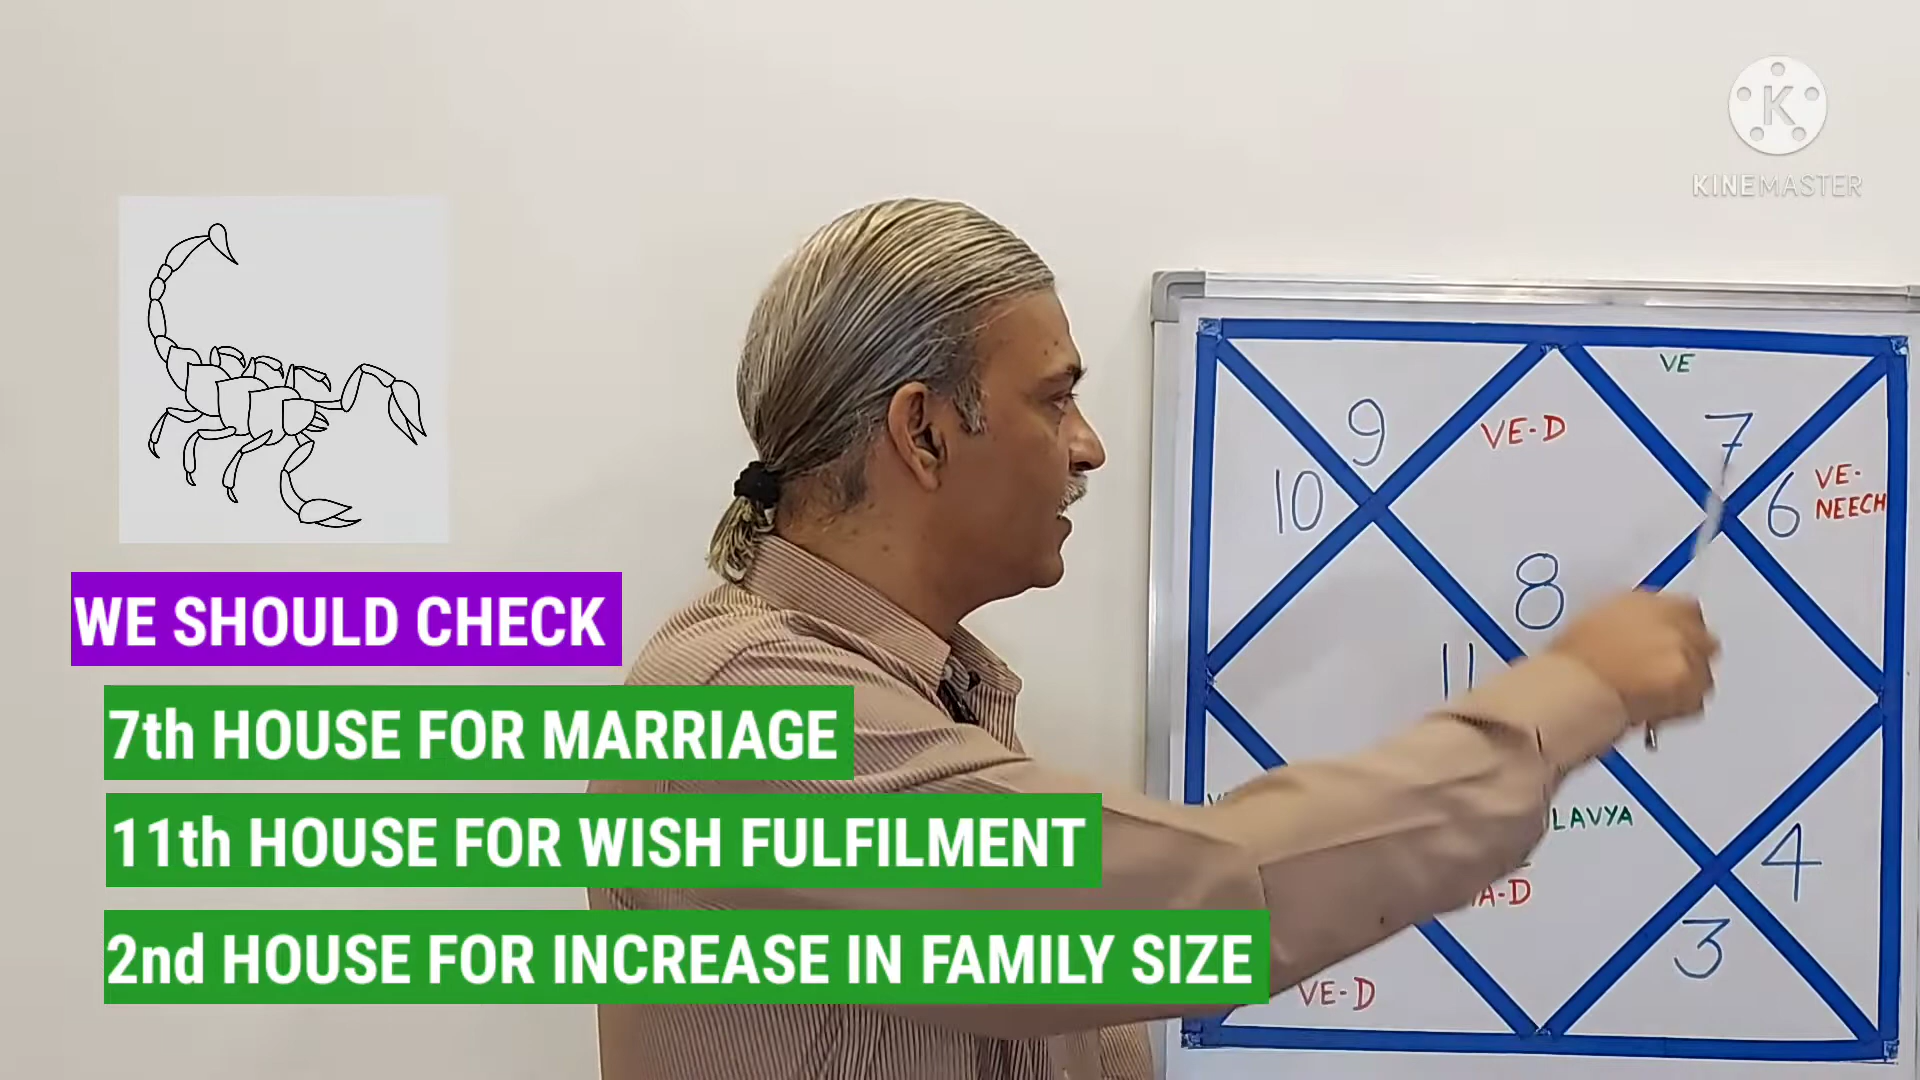 K
KINEMASTER
VE
9
VE-D
7
10
6
VE-
NEECH
8
11
WE SHOULD CHECK
7th HOUSE FOR MARRIAGE
11th HOUSE FOR WISH FULFILMENT
LAVYA
4
A-D
3
2nd HOUSE FOR INCREASE IN FAMILY SIZE
VE-D